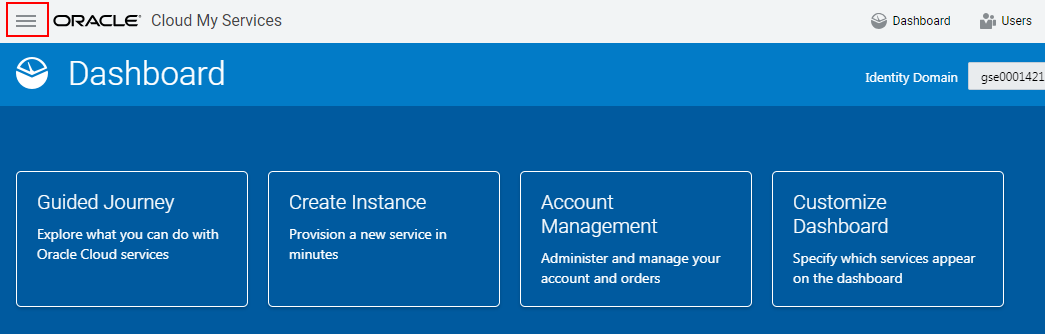 ORACLE Cloud My Services
Dashboard
Users
Dashboard
Identity Domain
gse0001421
Guided Journey
Explore what you can do with
Oracle Cloud services
Create Instance
Provision a new service in
minutes
Account
Management
Administer and manage your
account and orders
Customize
Dashboard
Specify which services appear
on the dashboard